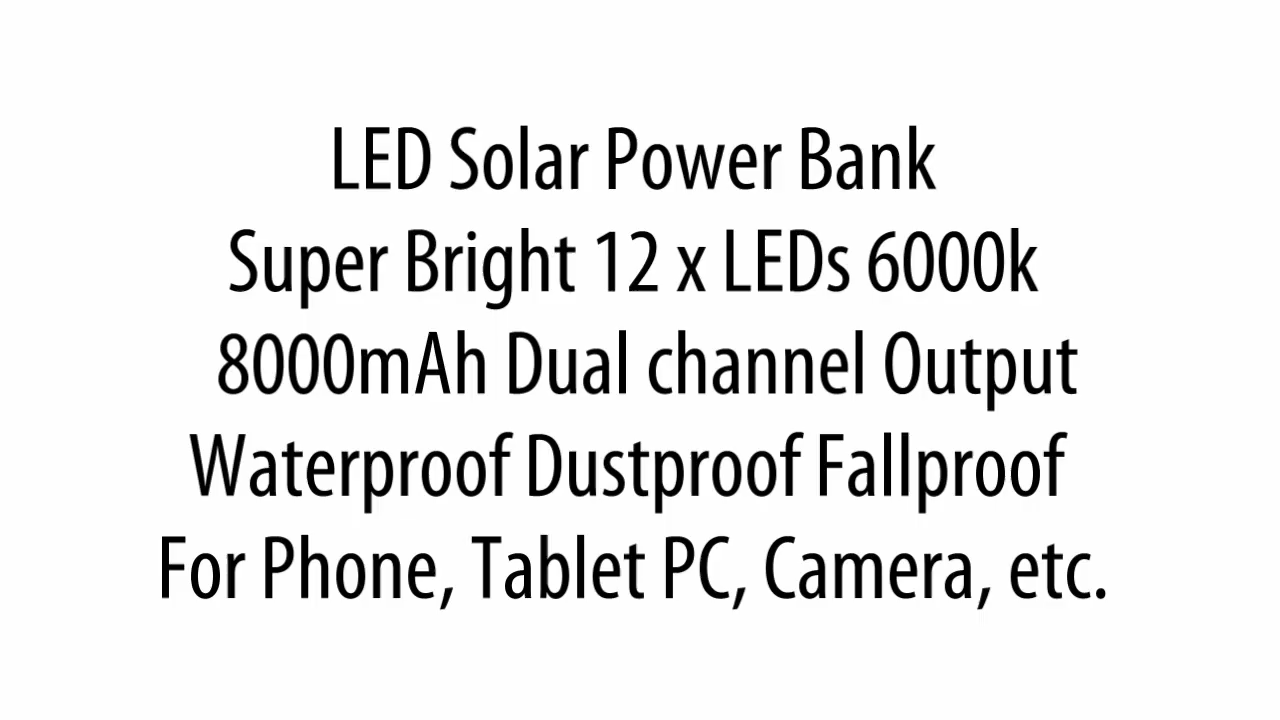 LED Solar Power Bank
Super Bright 12 x LEDs 6000k
8000mAh Dual channel Output
Waterproof Dustproof Fallproof
For Phone, Tablet PC, Camera, etc.